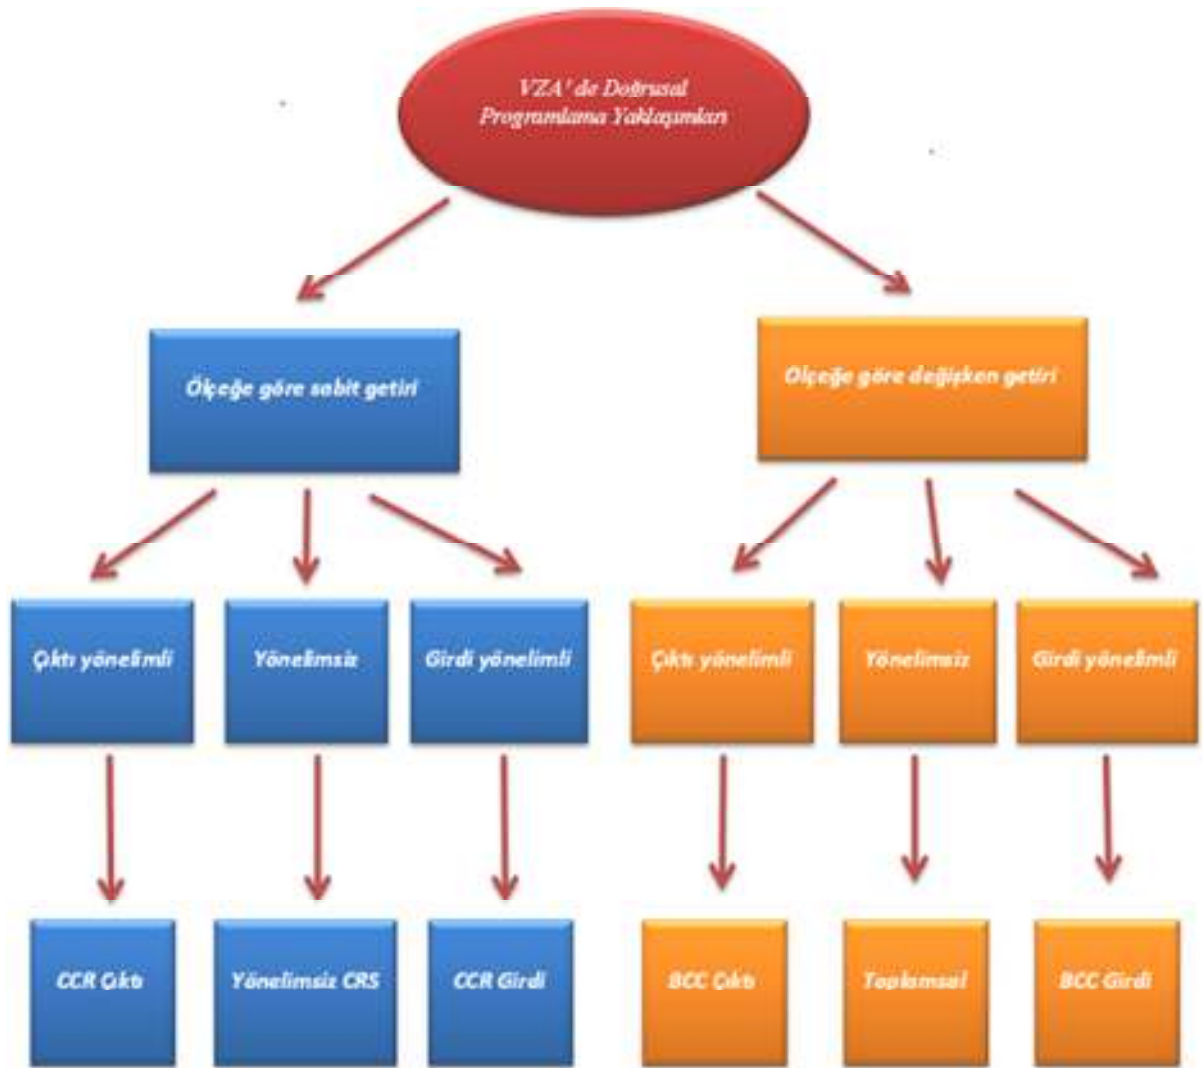 VZA' de Doğrusal
Programlama Yaklaşımları
Ölçeğe göre sabit getiri
Ölçeğe göre değişken getiri
Çıktı yönelimli
Yönelimsiz
Girdi yönelimli
Çıktı yönelimli
Yönelimsiz
Girdi yönelimli
CCR Çıktı
Yönelimsiz CRS
CCR Girdi
BCC Çıktı
Toplamsal
BCC Girdi